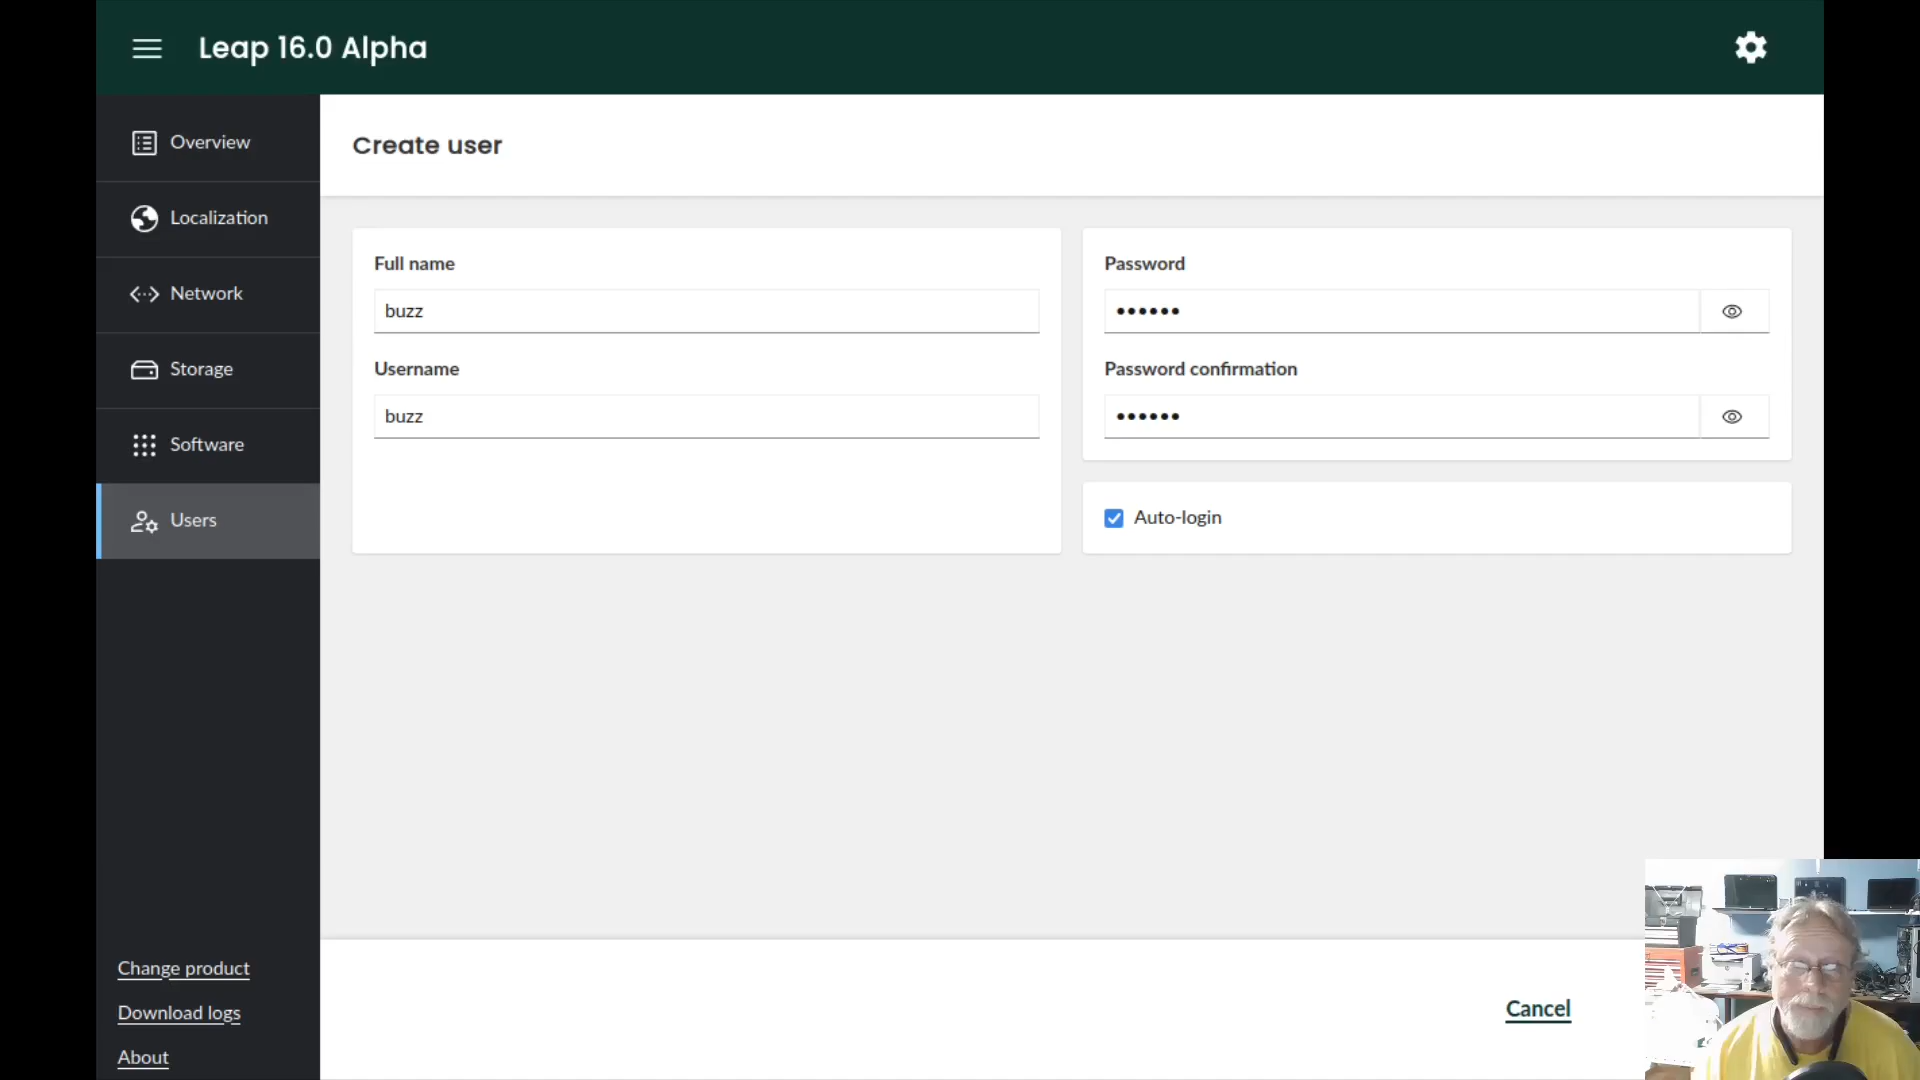 Leap 16.0 Alpha
Overview
Localization
Network
Storage
Software
Users
Change product
Download logs
About
Create user
Full name
buzz
Username
buzz
Password
••••••
Password confirmation
••••••
Auto-login
Cancel